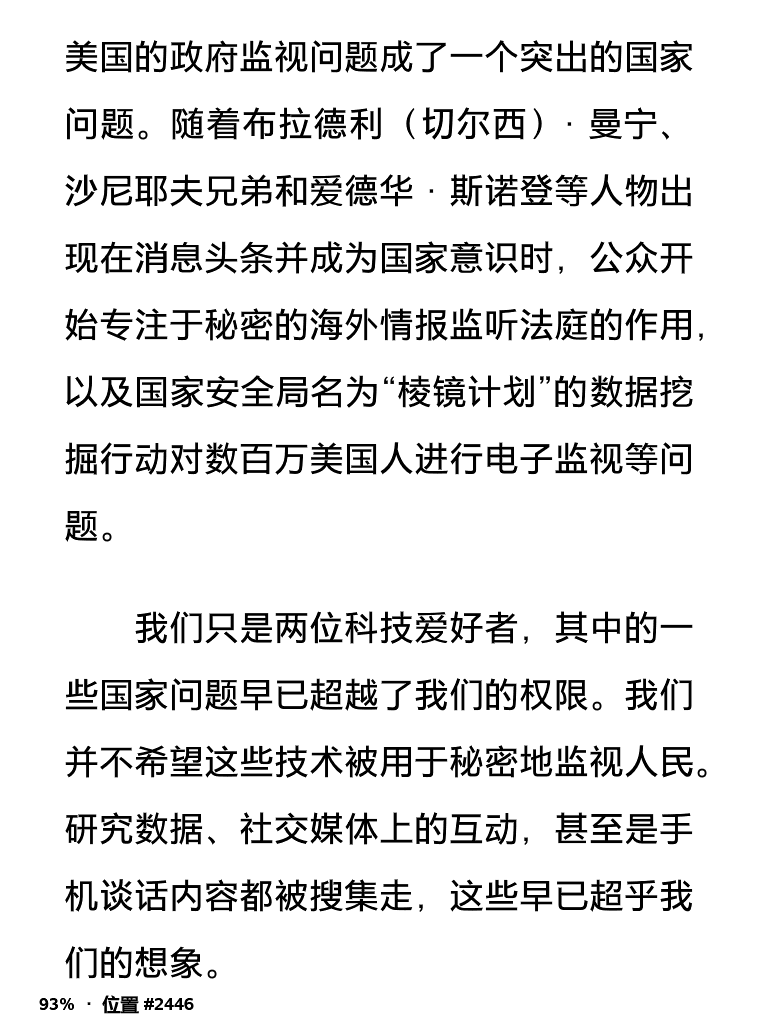 美国的政府监视问题成了一个突出的国家
问题。随着布拉德利（切尔西）· 曼宁、
沙尼耶夫兄弟和爱德华 · 斯诺登等人物出
现在消息头条并成为国家意识时，公众开
始专注于秘密的海外情报监听法庭的作用，
以及国家安全局名为“棱镜计划”的数据挖
掘行动对数百万美国人进行电子监视等问
题。
我们只是两位科技爱好者，其中的一
些国家问题早已超越了我们的权限。我们
并不希望这些技术被用于秘密地监视人民。
研究数据、社交媒体上的互动，甚至是手
机谈话内容都被搜集走，这些早已超乎我
们的想象。
93% · 位置 #2446